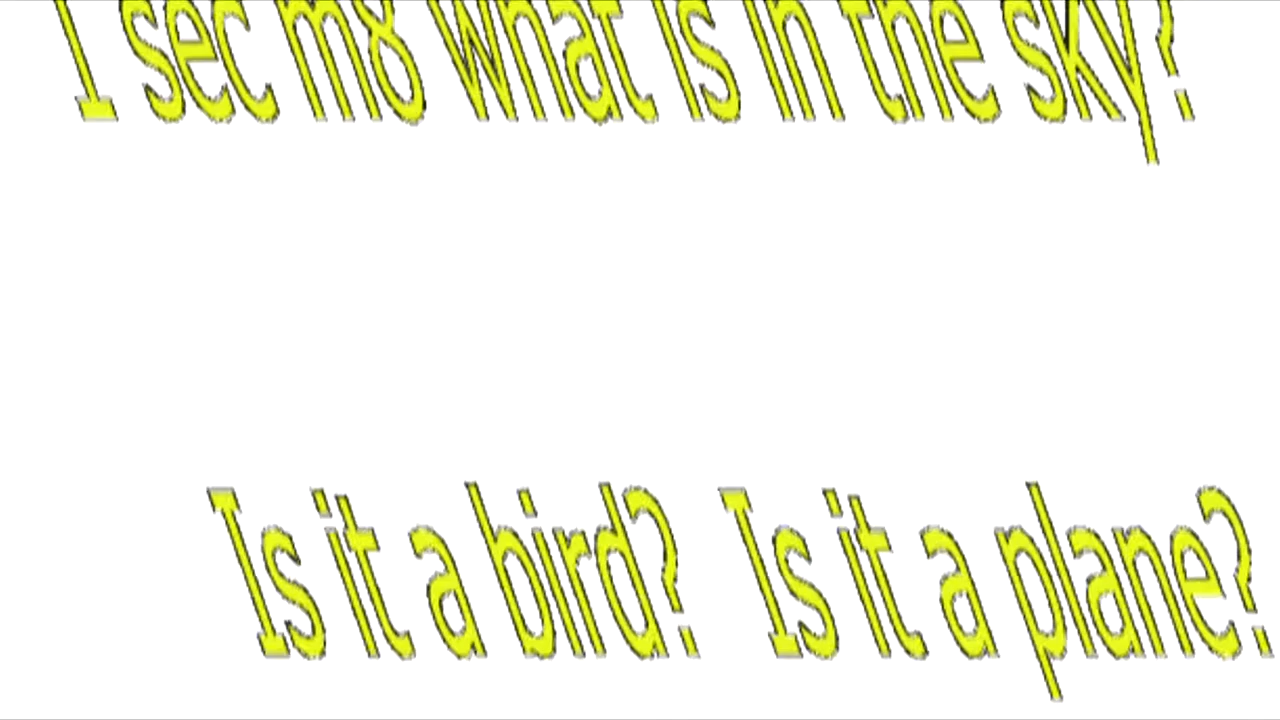 1 sec m8 what is in the sky?
Is it a bird? Is it a plane?